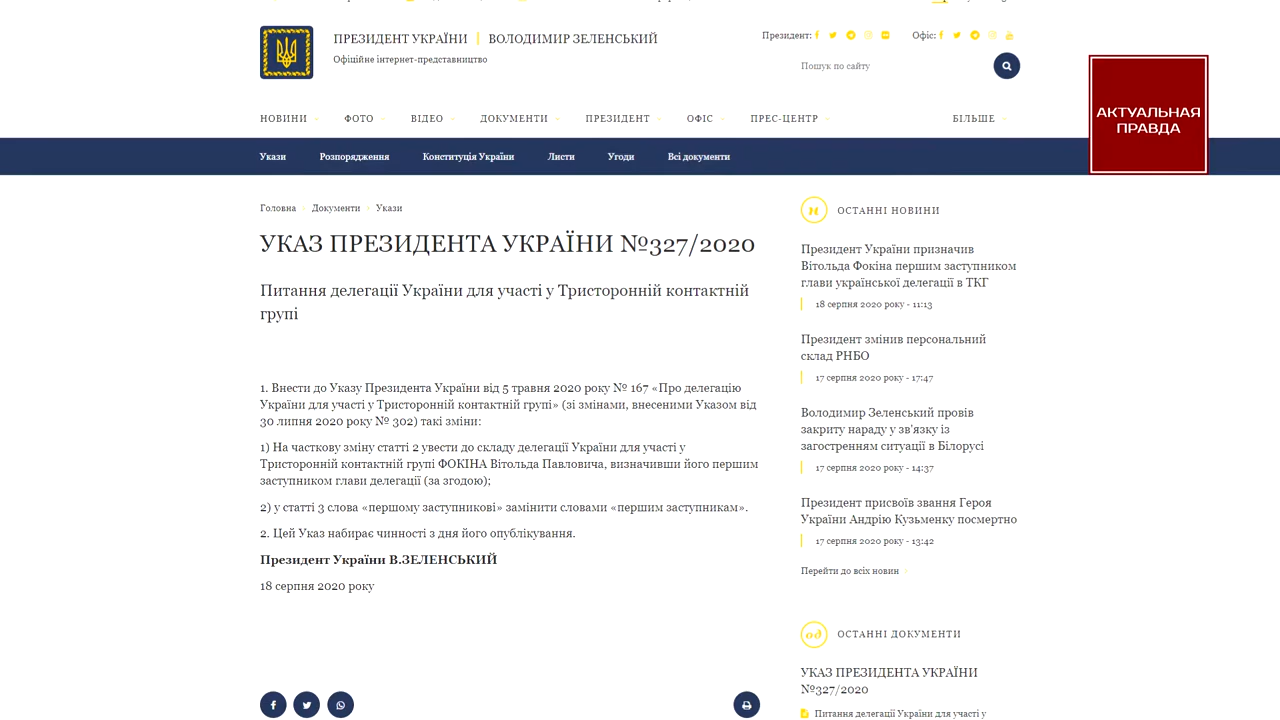 ПРЕЗИДЕНТ УКРАЇНИ ВОЛОДИМИР ЗЕЛЕНСЬКИЙ
Офіційне інтернет-представництво
Президент:
Офіс:
Пошук по сайту
НОВИНИ ФОТО ВІДЕО ДОКУМЕНТИ ПРЕЗИДЕНТ ОФІС ПРЕС-ЦЕНТР БІЛЬШЕ
АКТУАЛЬНАЯ
ПРАВДА
Укази Розпорядження Конституція України Листи Угоди Всі документи
Головна Документи Укази
УКАЗ ПРЕЗИДЕНТА УКРАЇНИ №327/2020
Питання делегації України для участі у Тристоронній контактній
групі
1. Внести до Указу Президента України від 5 травня 2020 року № 167 «Про делегацію
України для участі у Тристоронній контактній групі» (зі змінами, внесеними Указом від
30 липня 2020 року № 302) такі зміни:
1) На часткову зміну статті 2 увести до складу делегації України для участі у
Тристоронній контактній групі ФОКІНА Вітольда Павловича, визначивши його першим
заступником глави делегації (за згодою);
2) у статті 3 слова «першому заступникові» замінити словами «першим заступникам».
2. Цей Указ набирає чинності з дня його опублікування.
Президент України В.ЗЕЛЕНСЬКИЙ
18 серпня 2020 року
н ОСТАННІ НОВИНИ
Президент України призначив
Вітольда Фокіна першим заступником
глави української делегації в ТКГ
18 серпня 2020 року - 11:13
Президент змінив персональний
склад РНБО
17 серпня 2020 року - 17:47
Володимир Зеленський провів
закриту нараду у зв'язку із
загостренням ситуації в Білорусі
17 серпня 2020 року - 14:37
Президент присвоїв звання Героя
України Андрію Кузьменку посмертно
17 серпня 2020 року - 13:42
Перейти до всіх новин
од ОСТАННІ ДОКУМЕНТИ
УКАЗ ПРЕЗИДЕНТА УКРАЇНИ
№327/2020
Питання делегації України для участі у